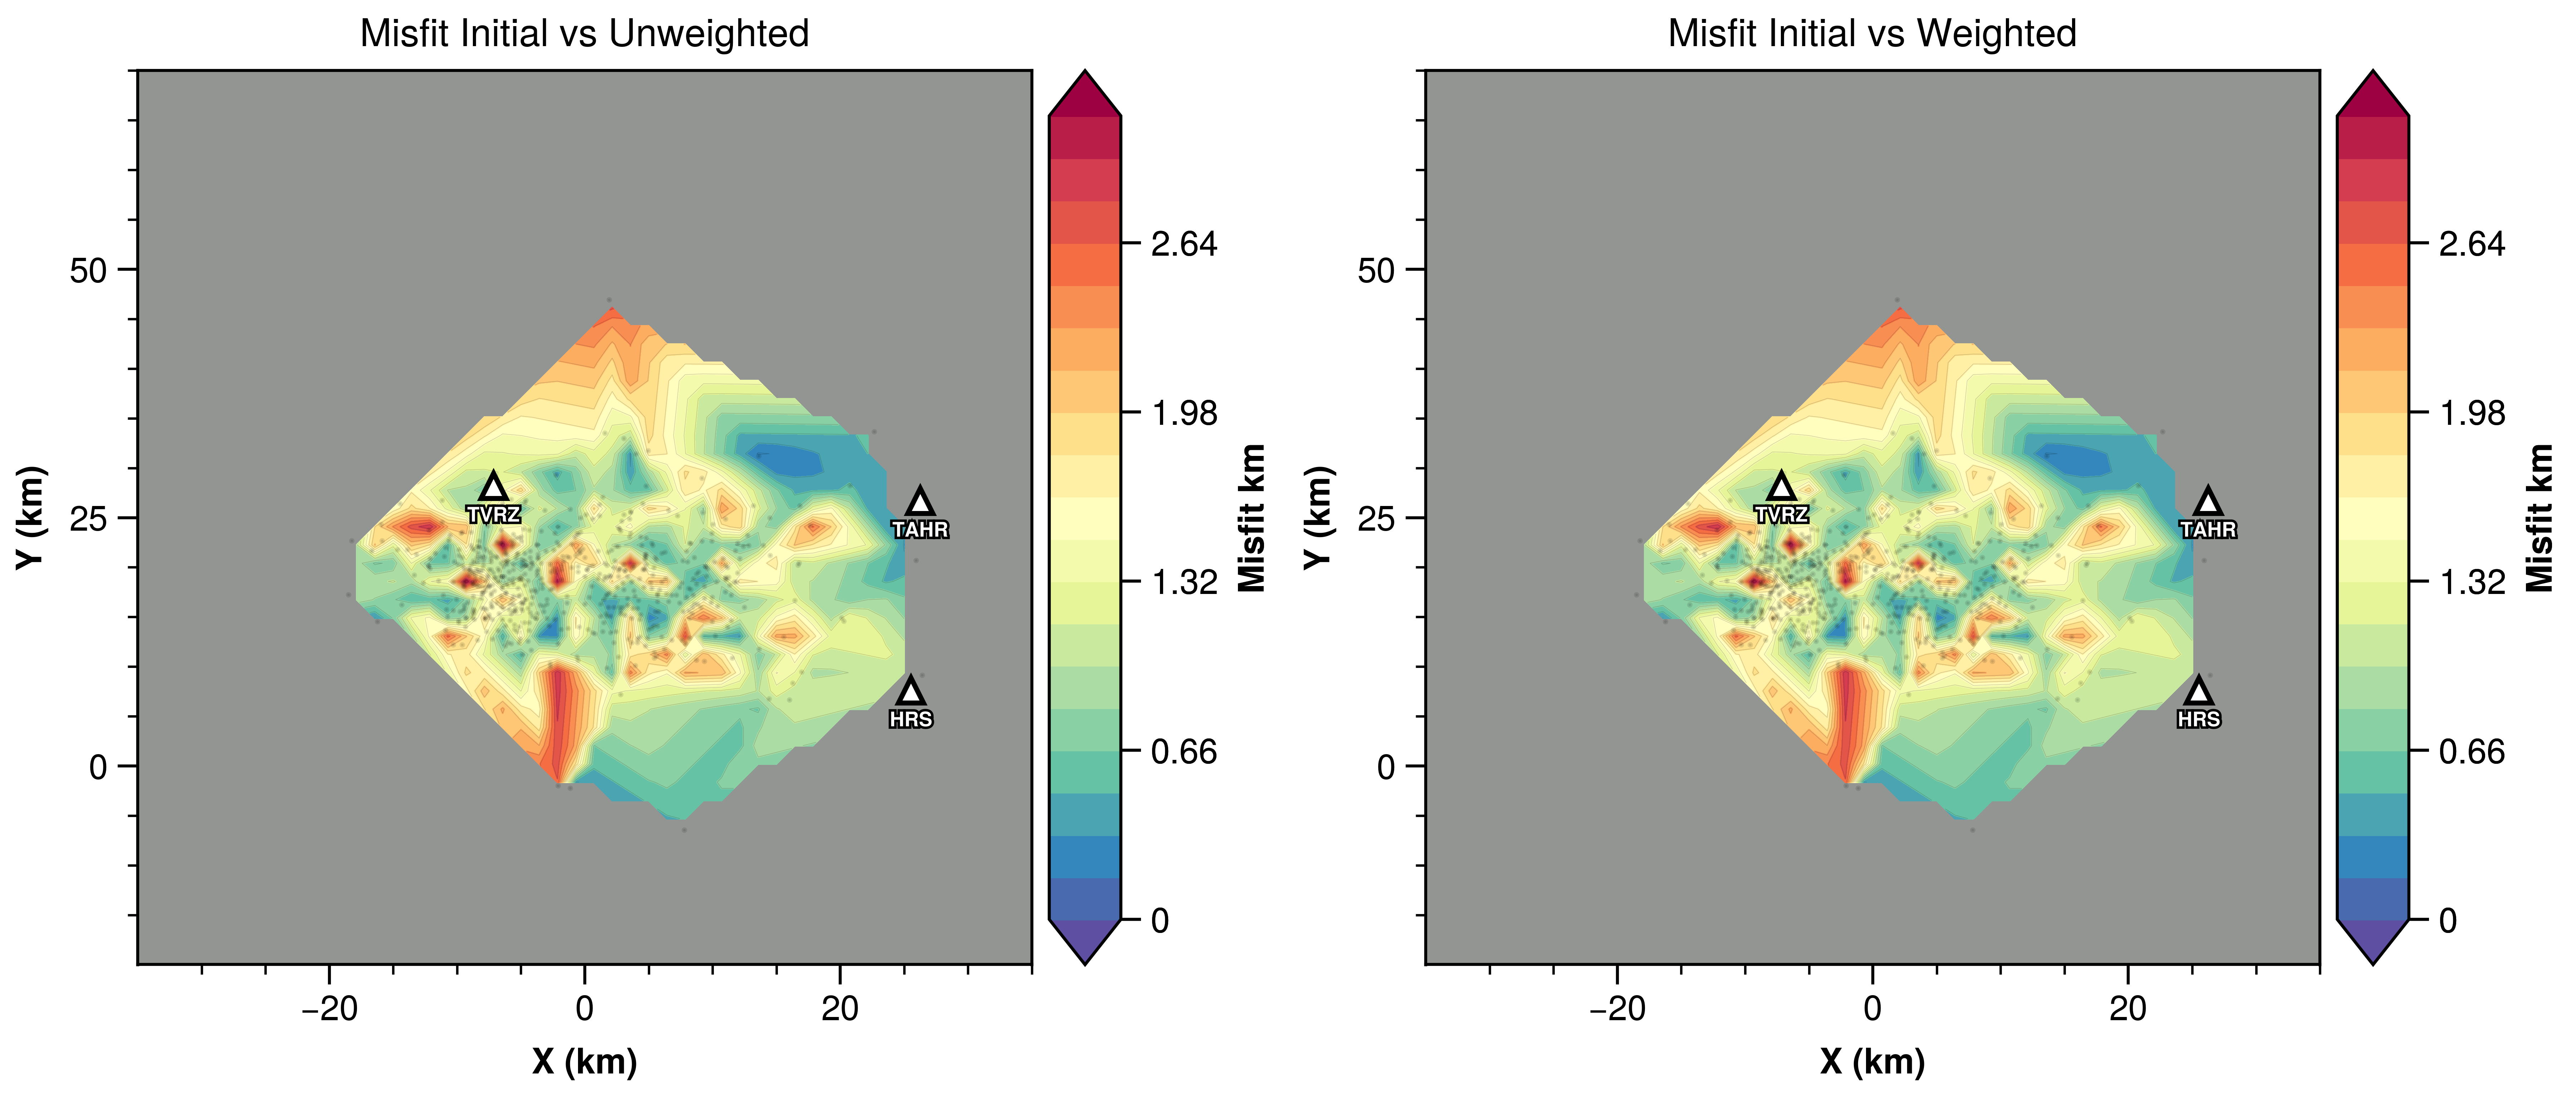 Misfit Initial vs Unweighted
Y (km)
50
25
0
−20
0
20
X (km)
TVRZ
TAHR
HRS
2.64
1.98
1.32
0.66
0
Misfit km
Misfit Initial vs Weighted
Y (km)
50
25
0
−20
0
20
X (km)
TVRZ
TAHR
HRS
2.64
1.98
1.32
0.66
0
Misfit km